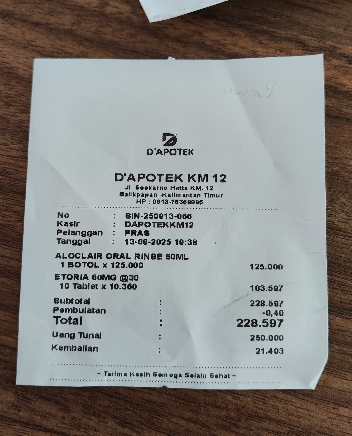 D'APOTEK
D'APOTEK KM 12
Jl Soekarno Hatta KM. 12
Balikpapan -Kalimantan Timur
No : SIN-250913-066
Kasir : DAPOTEKKM12
Pelanggan : PRAS
Tanggal : 13-09-2025 19:38
ALOCLAIR ORAL RINSE 60ML
1 BOTOL x 125.000 125.000
ETORIA 60MG @30
10 Tablet x 10.360 103.597
Subtotal : 228.597
Pembulatan : -0,40
Total : 228.597
Uang Tunai : 250.000
Kembalian : 21.403
~ Terima Kasih Semoga Selalu Sehat ~